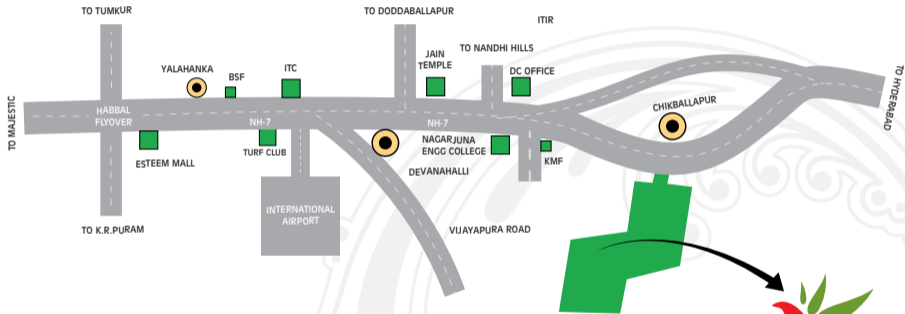 TO TUMKUR
TO DODDABALLAPUR
ITIR
TO NANDHI HILLS
JAIN
TEMPLE
YALAHANKA
BSF
ITC
DC OFFICE
TO HYDERABAD
CHIKBALLAPUR
TO MAJESTIC
HABBAL
FLYOVER
NH-7
NH-7
ESTEEM MALL
TURF CLUB
NAGARJUNA
ENGG COLLEGE
KMF
DEVANAHALLI
INTERNATIONAL
AIRPORT
TO K.R.PURAM
VIJAYAPURA ROAD